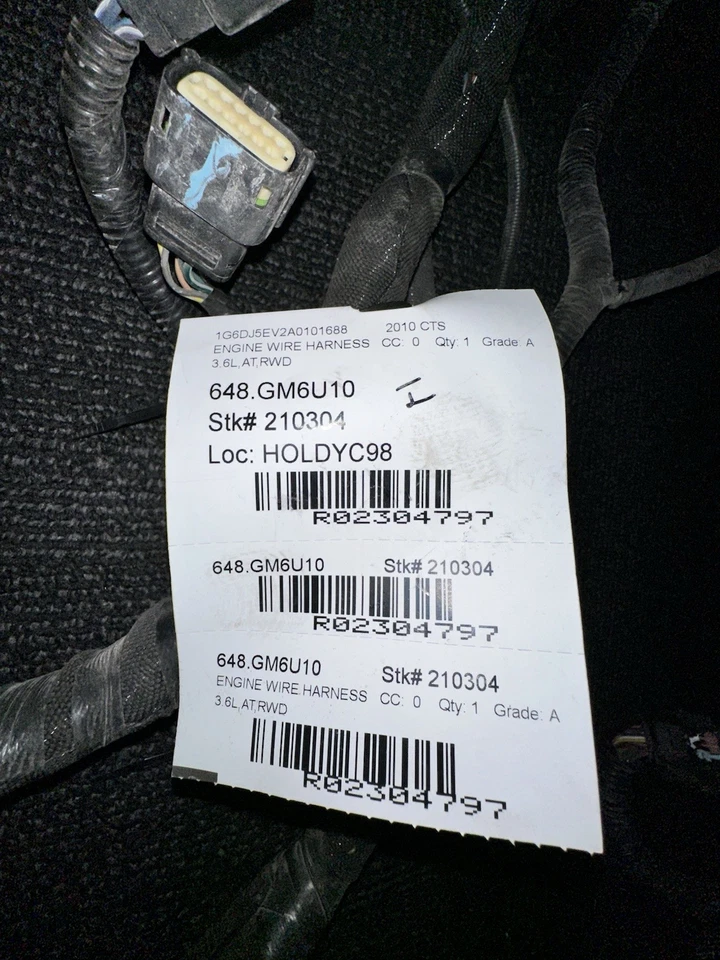 1G6DJ5EV2A0101688 2010 CTS
ENGINE WIRE HARNESS CC: 0 Qty: 1 Grade: A
3.6L,AT,RWD
648.GM6U10
Stk# 210304
Loc: HOLDYC98
R02304797
648.GM6U10 Stk# 210304
R02304797
648.GM6U10 Stk# 210304
ENGINE WIRE HARNESS CC: 0 Qty: 1 Grade: A
3.6L,AT,RWD
R02304797